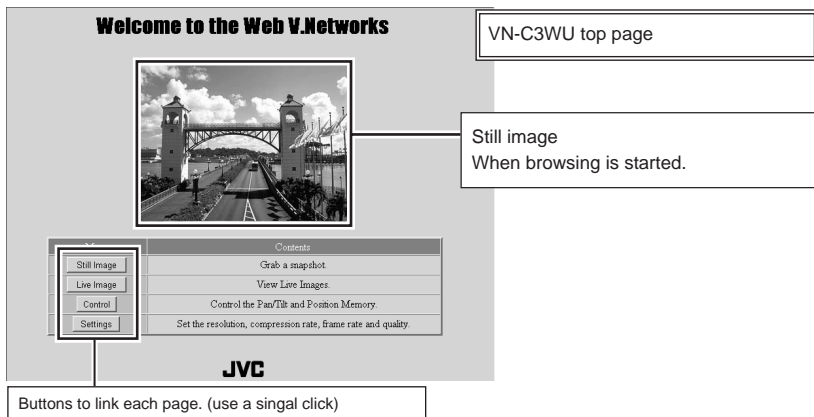 Welcome to the Web V.Networks
VN-C3WU top page
Still image
When browsing is started.
Contents
Still Image Grab a snapshot.
Live Image View Live Images.
Control Control the Pan/Tilt and Position Memory.
Settings Set the resolution, compression rate, frame rate and quality.
JVC
Buttons to link each page. (use a singal click)